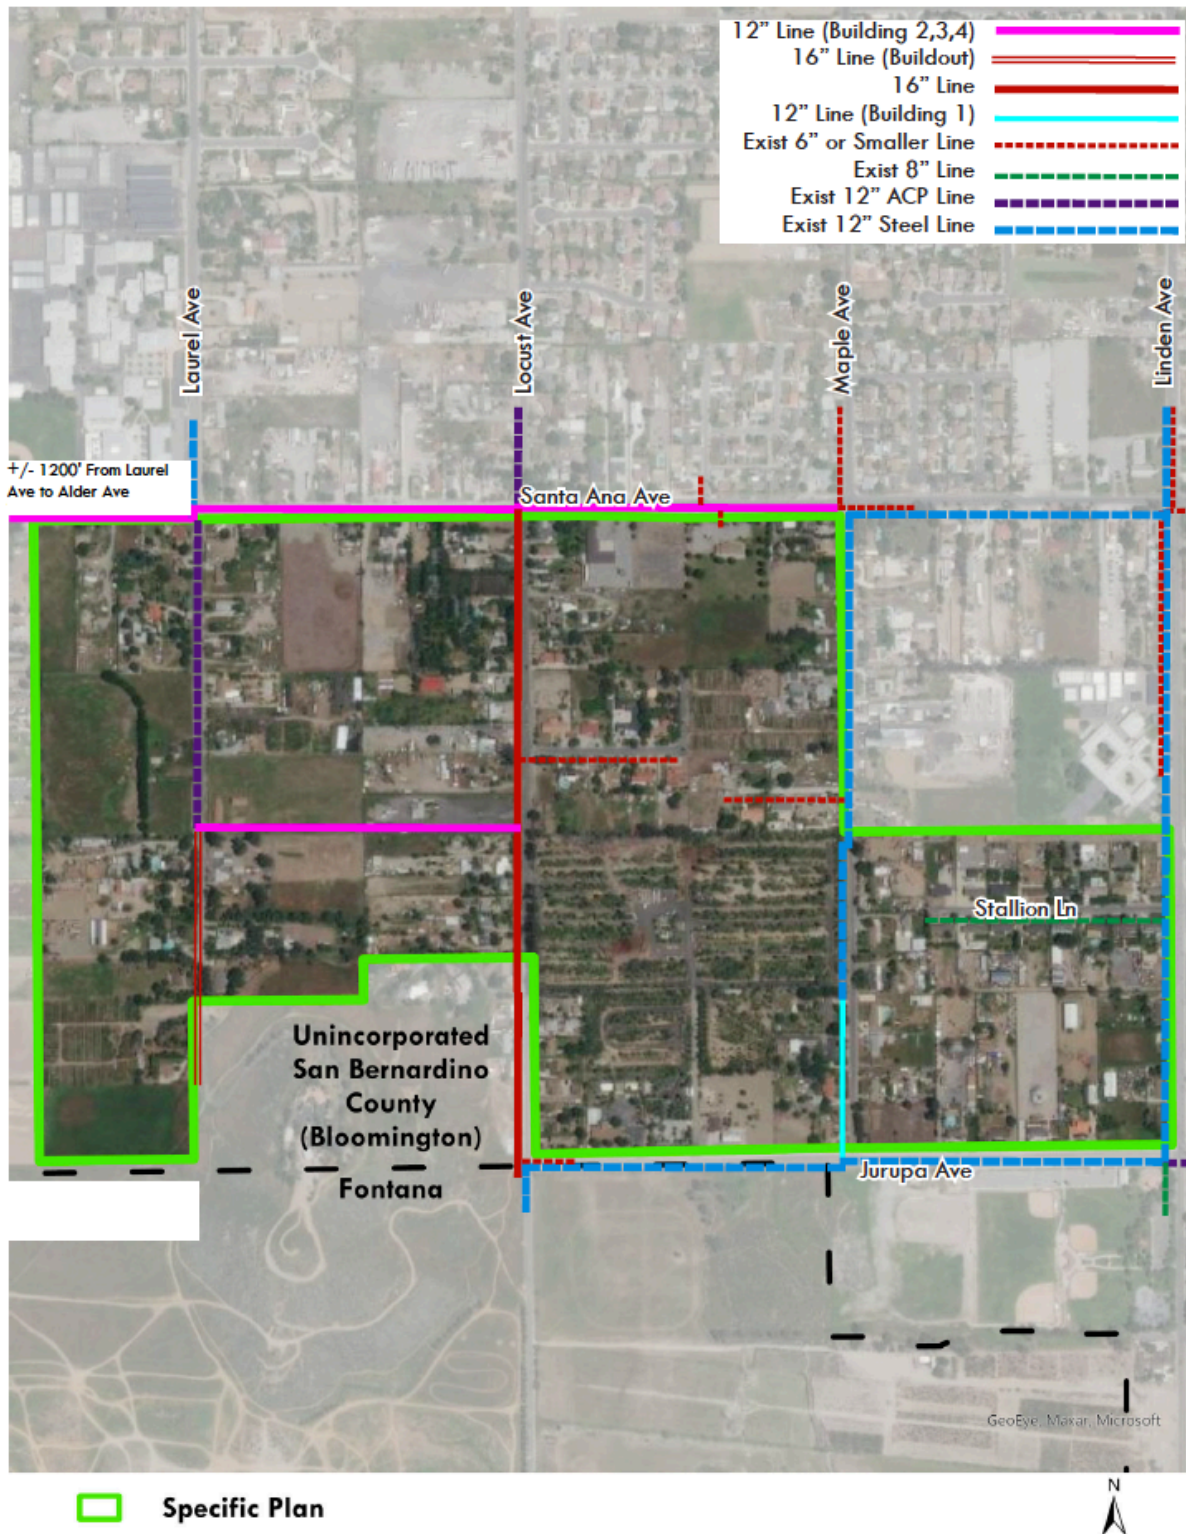 12” Line (Building 2,3,4)
16” Line (Buildout)
16” Line
12” Line (Building 1)
Exist 6” or Smaller Line
Exist 8” Line
Exist 12” ACP Line
Exist 12” Steel Line
Laurel Ave
Locust Ave
Maple Ave
Linden Ave
+/- 1200' From Laurel
Ave to Alder Ave
Santa Ana Ave
Stallion Ln
Unincorporated
San Bernardino
County
(Bloomington)
Jurupa Ave
Fontana
GeoEye, Maxar, Microsoft
N
Specific Plan